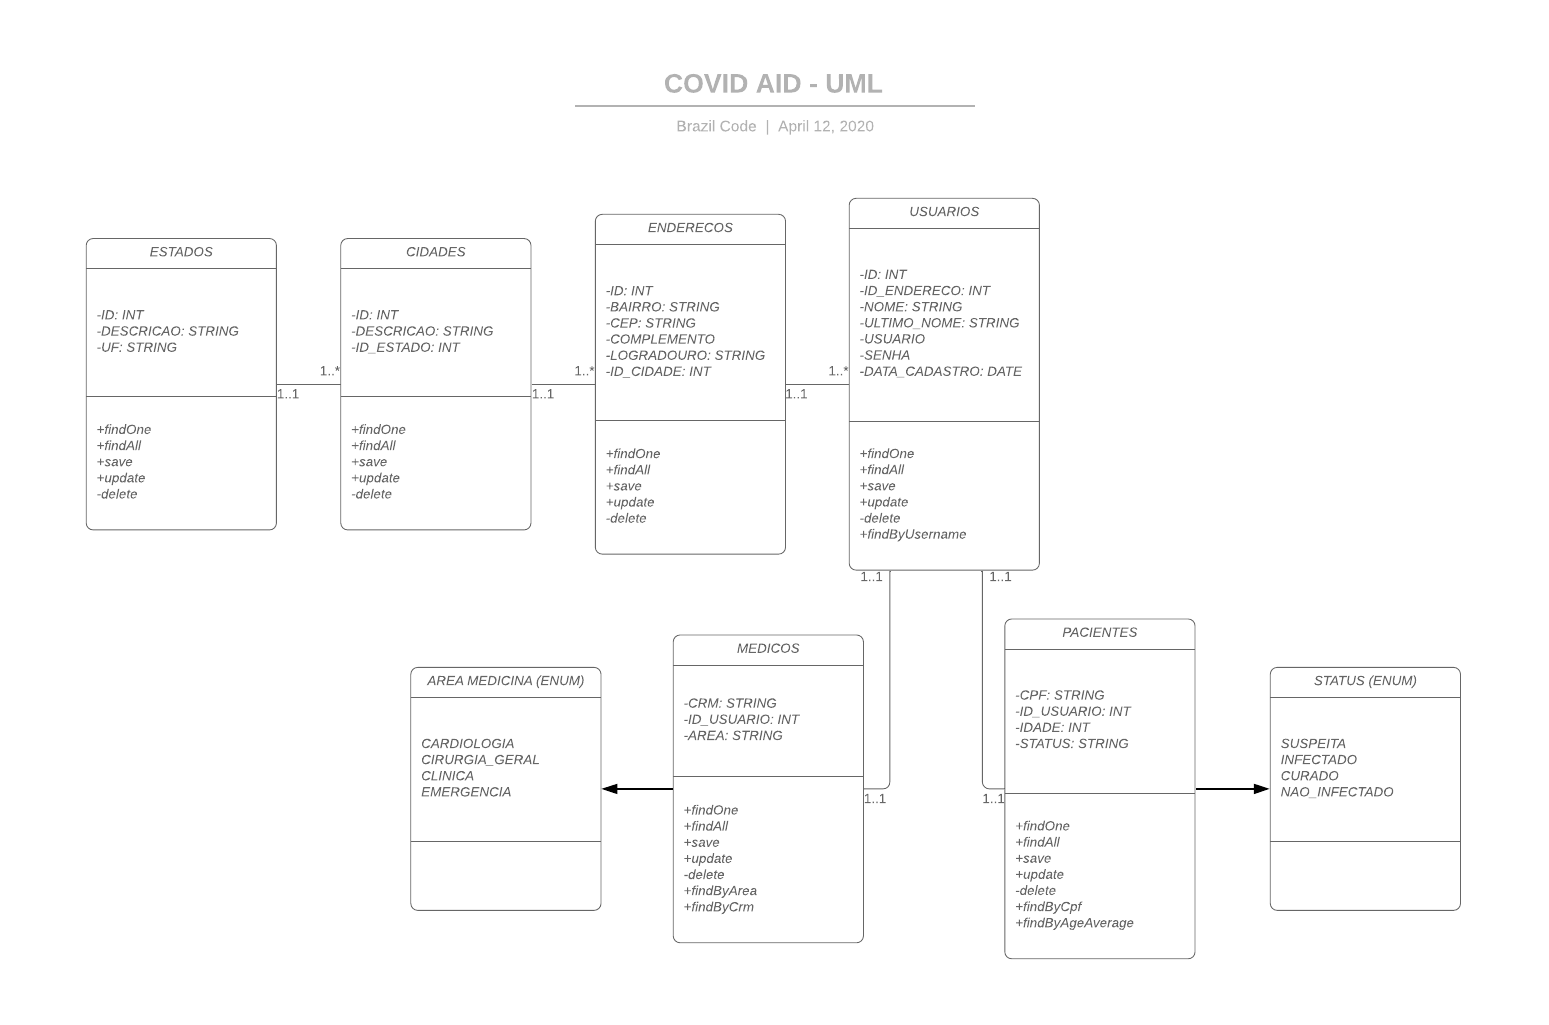 COVID AID - UML
Brazil Code | April 12, 2020
ESTADOS
-ID: INT
-DESCRICAO: STRING
-UF: STRING
+findOne
+findAll
+save
+update
-delete
1..*
1..1
CIDADES
-ID: INT
-DESCRICAO: STRING
-ID_ESTADO: INT
+findOne
+findAll
+save
+update
-delete
1..*
1..1
ENDERECOS
-ID: INT
-BAIRRO: STRING
-CEP: STRING
-COMPLEMENTO
-LOGRADOURO: STRING
-ID_CIDADE: INT
+findOne
+findAll
+save
+update
-delete
1..*
1..1
USUARIOS
-ID: INT
-ID_ENDERECO: INT
-NOME: STRING
-ULTIMO_NOME: STRING
-USUARIO
-SENHA
-DATA_CADASTRO: DATE
+findOne
+findAll
+save
+update
-delete
+findByUsername
1..1
1..1
AREA MEDICINA (ENUM)
CARDIOLOGIA
CIRURGIA_GERAL
CLINICA
EMERGENCIA
MEDICOS
-CRM: STRING
-ID_USUARIO: INT
-AREA: STRING
+findOne
+findAll
+save
+update
-delete
+findByArea
+findByCrm
1..1
1..1
PACIENTES
-CPF: STRING
-ID_USUARIO: INT
-IDADE: INT
-STATUS: STRING
+findOne
+findAll
+save
+update
-delete
+findByCpf
+findByAgeAverage
STATUS (ENUM)
SUSPEITA
INFECTADO
CURADO
NAO_INFECTADO